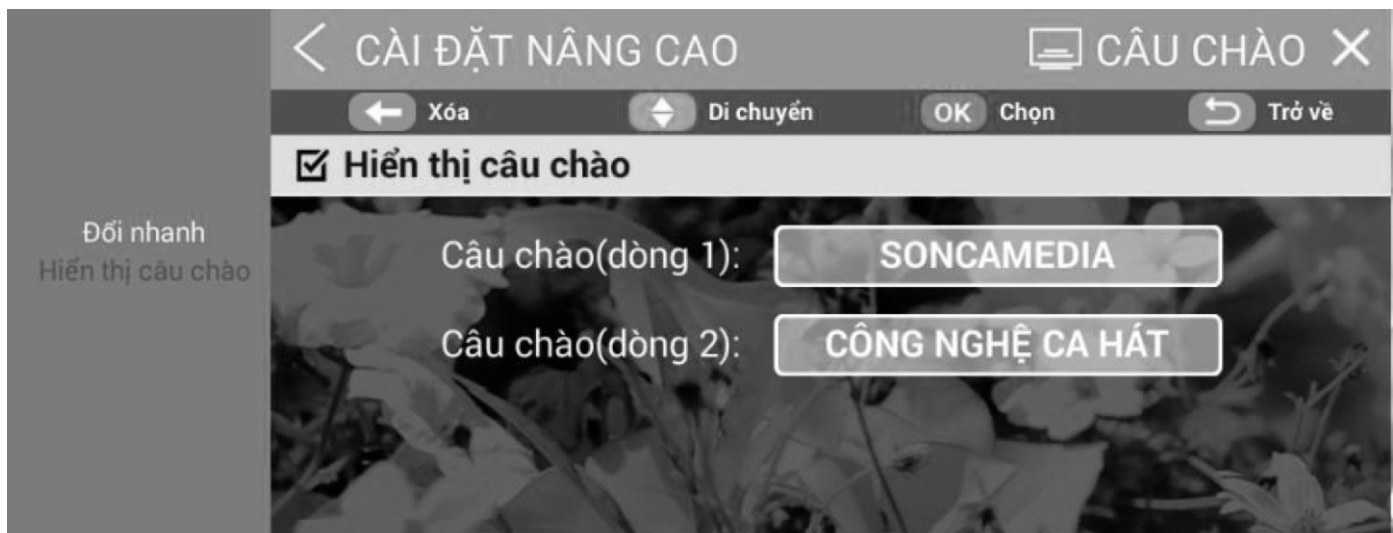 CÀI ĐẶT NÂNG CAO CÂU CHÀO
Xóa Di chuyển OK Chọn Trở về
Hiển thị câu chào
Đổi nhanh
Hiển thị câu chào
Câu chào(dòng 1): SONCAMEDIA
Câu chào(dòng 2): CÔNG NGHỆ CA HÁT